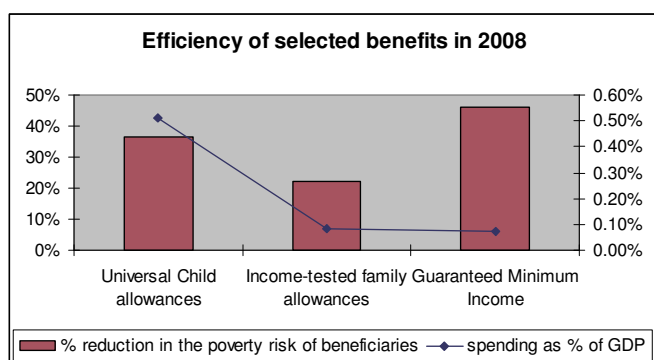 Efficiency of selected benefits in 2008
50%
40%
30%
20%
10%
0%
0.60%
0.50%
0.40%
0.30%
0.20%
0.10%
0.00%
Universal Child
allowances
Income-tested family
allowances
Guaranteed Minimum
Income
% reduction in the poverty risk of beneficiaries
spending as % of GDP